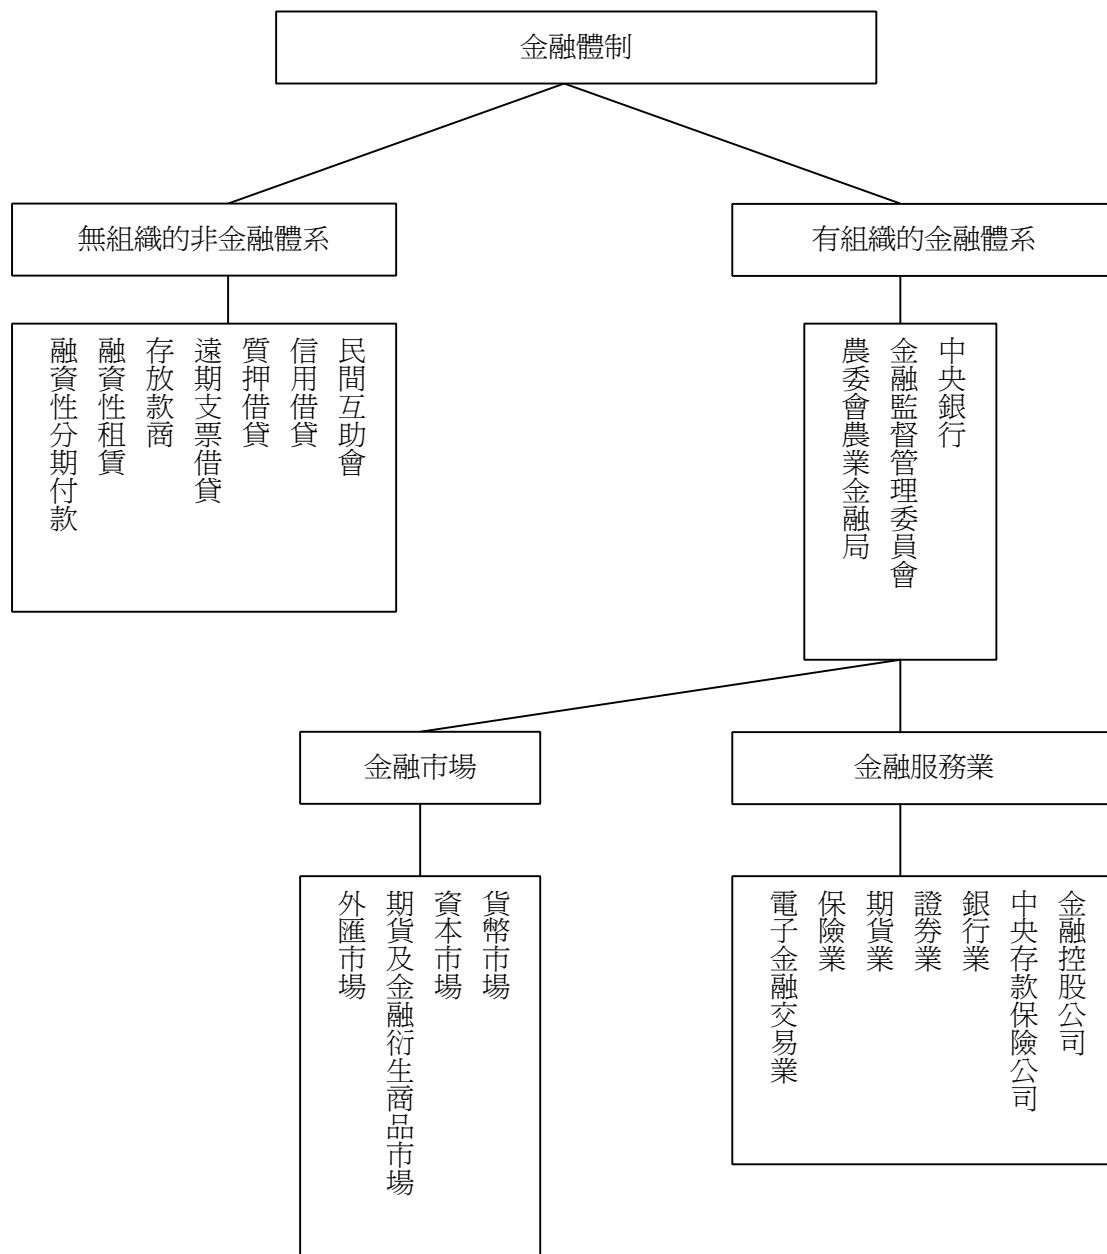 金融體制
無組織的非金融體系
有組織的金融體系
民間互助會
信用借貸
質押借貸
遠期支票借貸
存放款商
融資性租賃
融資性分期付款
中央銀行
金融監督管理委員會
農委會農業金融局
金融市場
金融服務業
貨幣市場
資本市場
期貨及金融衍生商品市場
外匯市場
金融控股公司
中央存款保險公司
銀行業
證券業
期貨業
保險業
電子金融交易業